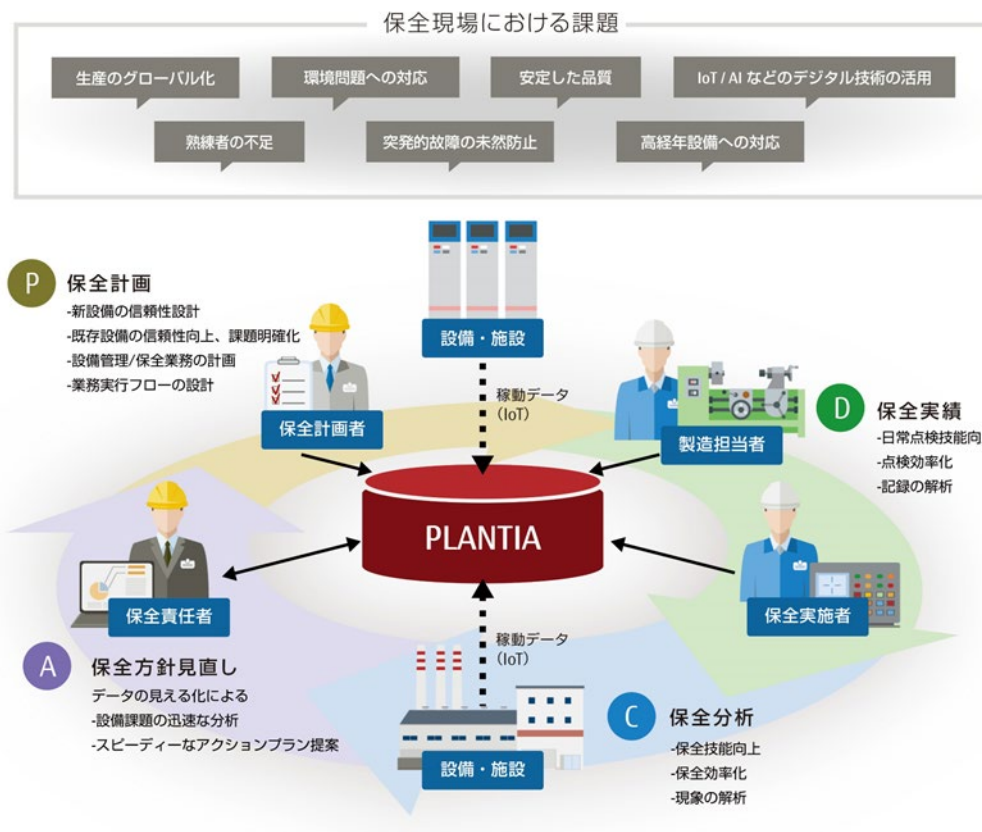 保全現場における課題
生産のグローバル化
環境問題への対応
安定した品質
IoT / AI などのデジタル技術の活用
熟練者の不足
突発的故障の未然防止
高経年設備への対応
P
保全計画
-新設備の信頼性設計
-既存設備の信頼性向上、課題明確化
-設備管理/保全業務の計画
-業務実行フローの設計
保全計画者
設備・施設
稼動データ
(IoT)
製造担当者
D
保全実績
-日常点検技能向
-点検効率化
-記録の解析
PLANTIA
保全責任者
保全実施者
A
保全方針見直し
データの見える化による
-設備課題の迅速な分析
-スピーディーなアクションプラン提案
稼動データ
(IoT)
設備・施設
C
保全分析
-保全技能向上
-保全効率化
-現象の解析